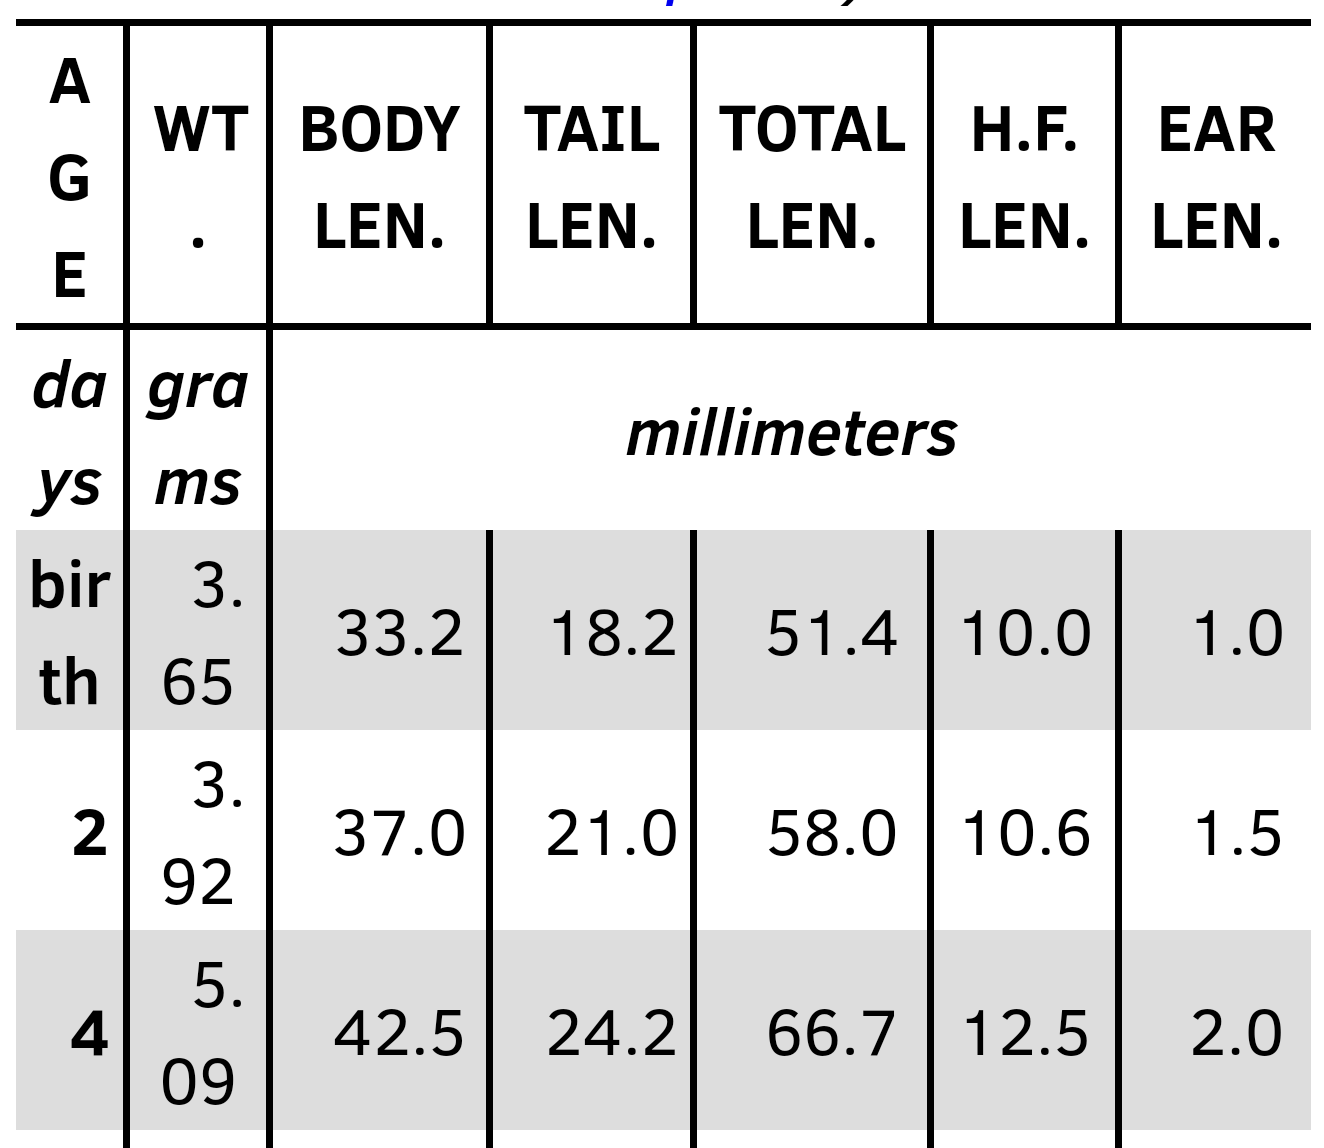 AGE WT. BODY LEN. TAIL LEN. TOTAL LEN. H.F. LEN. EAR LEN.
days grams millimeters
birth 3.65 33.2 18.2 51.4 10.0 1.0
2 3.92 37.0 21.0 58.0 10.6 1.5
4 5.09 42.5 24.2 66.7 12.5 2.0